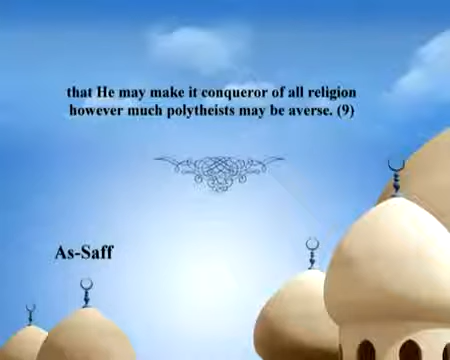 that He may make it conqueror of all religion
however much polytheists may be averse. (9)
As-Saff